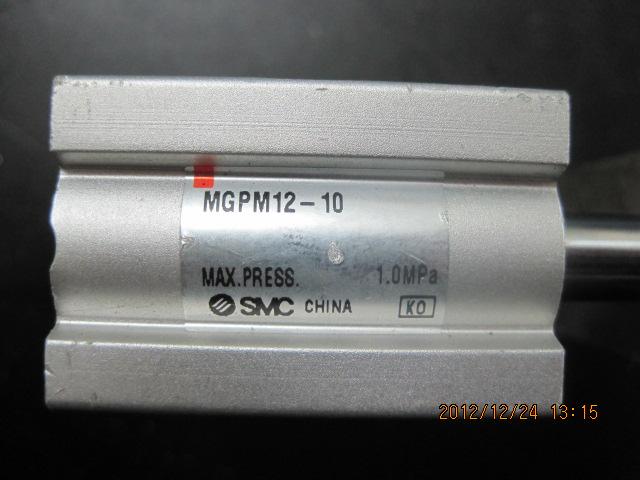 MGPM12-10
MAX.PRESS. 1.0MPa
SMC CHINA KO
2012/12/24 13:15